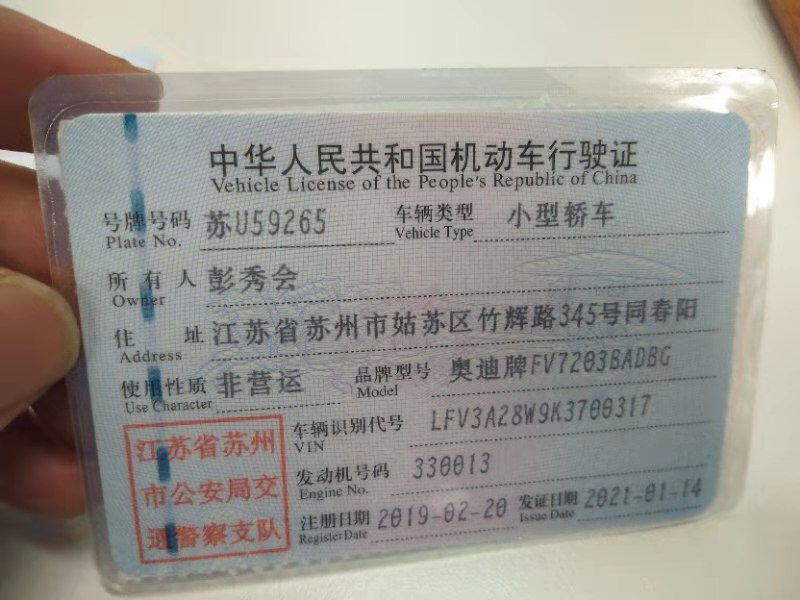 中华人民共和国机动车行驶证
Vehicle License of the People's Republic of China
号牌号码 苏U59265 车辆类型 小型轿车
Plate No. Vehicle Type
所有人 彭秀会
Owner
住址 江苏省苏州市姑苏区竹辉路345号同春阳
Address
使用性质 非营运 品牌型号 奥迪牌FV7203BADBG
Use Character Model
江苏省苏州
市公安局交
通警察支队
车辆识别代号 LFV3A28W9K3700317
VIN
发动机号码 330013
Engine No.
注册日期 2019-02-20 发证日期 2021-01-14
Register Date Issue Date